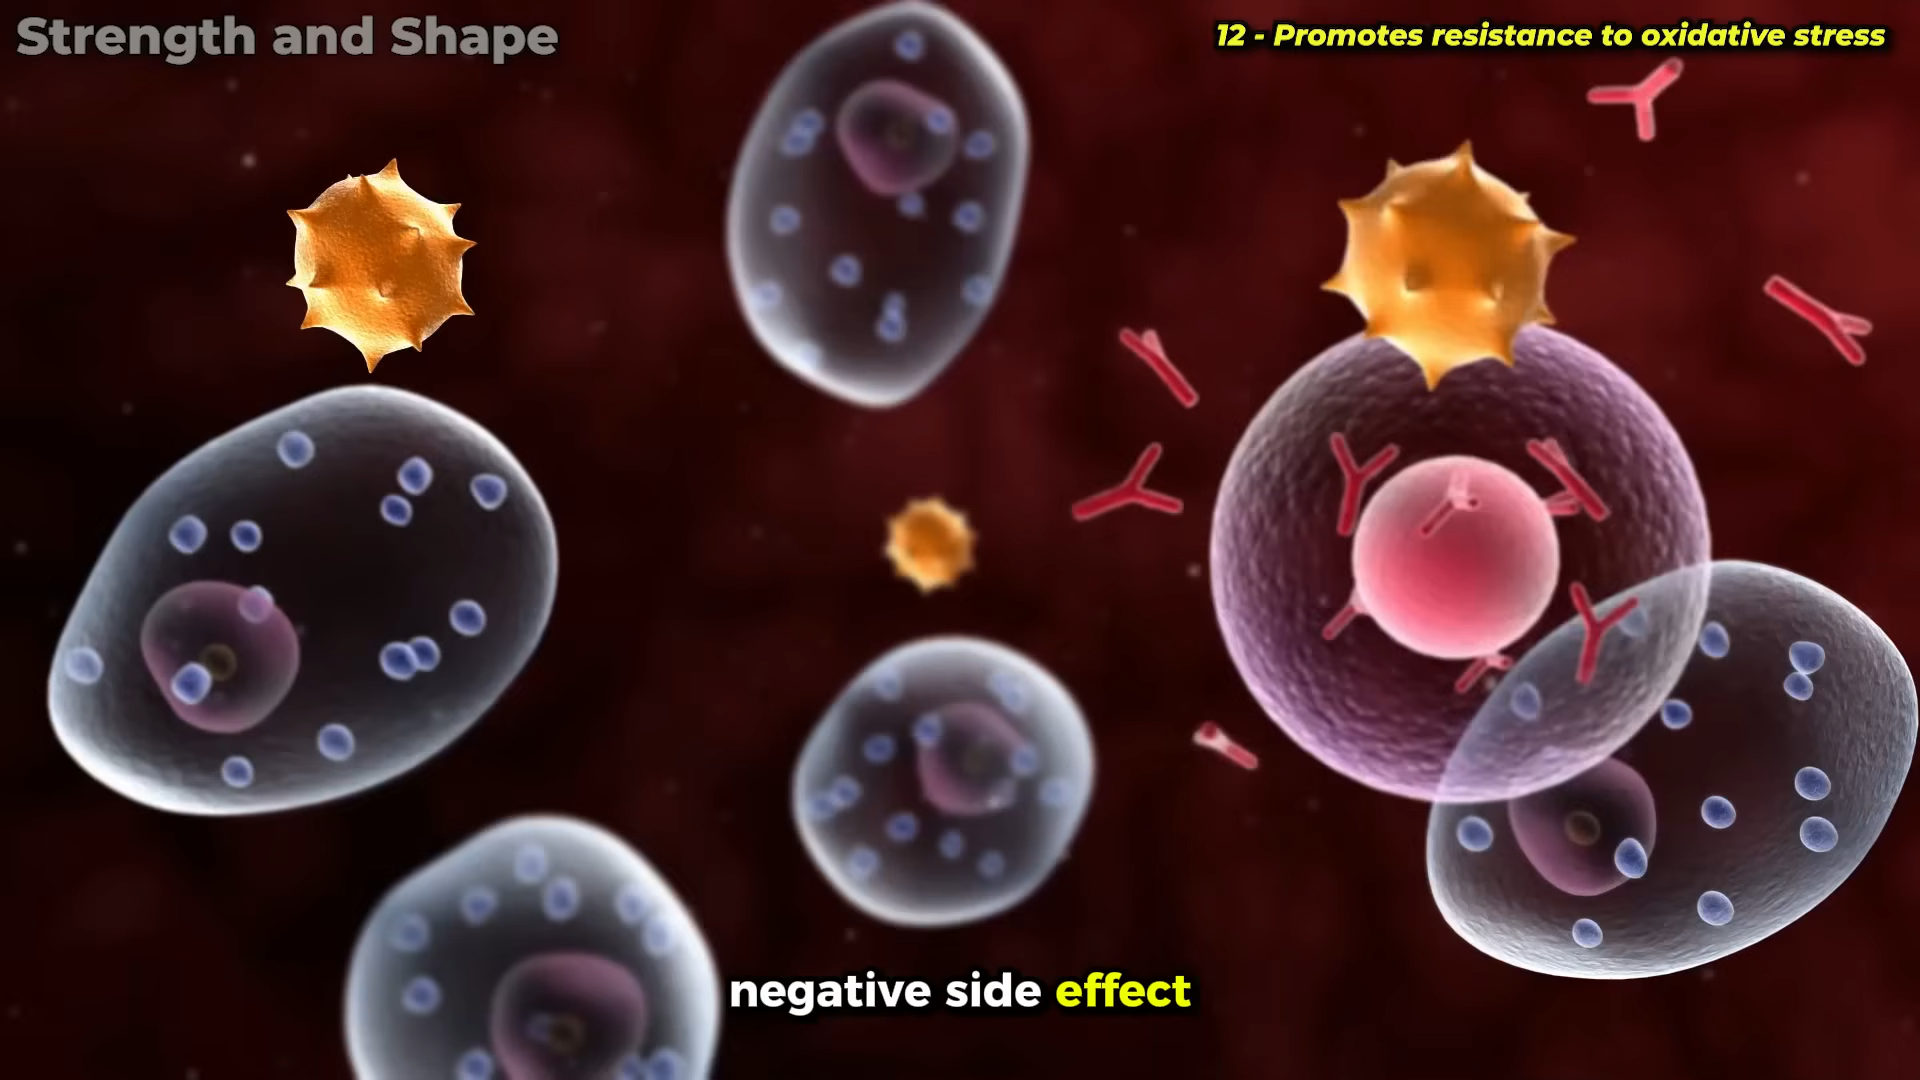 Strength and Shape
12 - Promotes resistance to oxidative stress
negative side effect